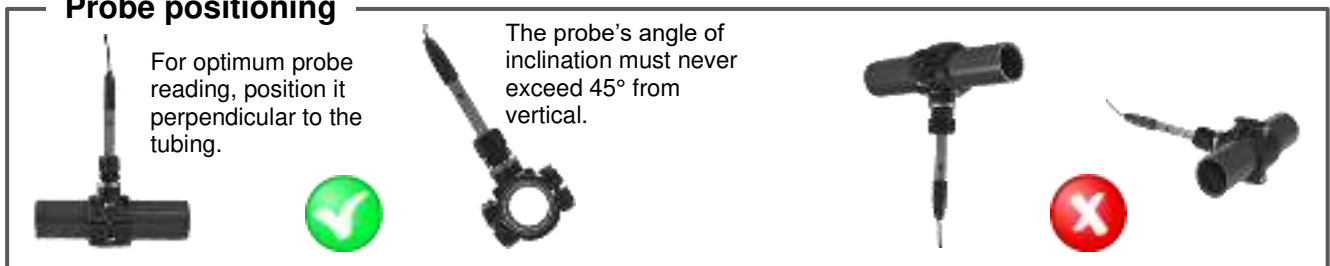 Probe positioning
For optimum probe
reading, position it
perpendicular to the
tubing.
The probe's angle of
inclination must never
exceed 45° from
vertical.